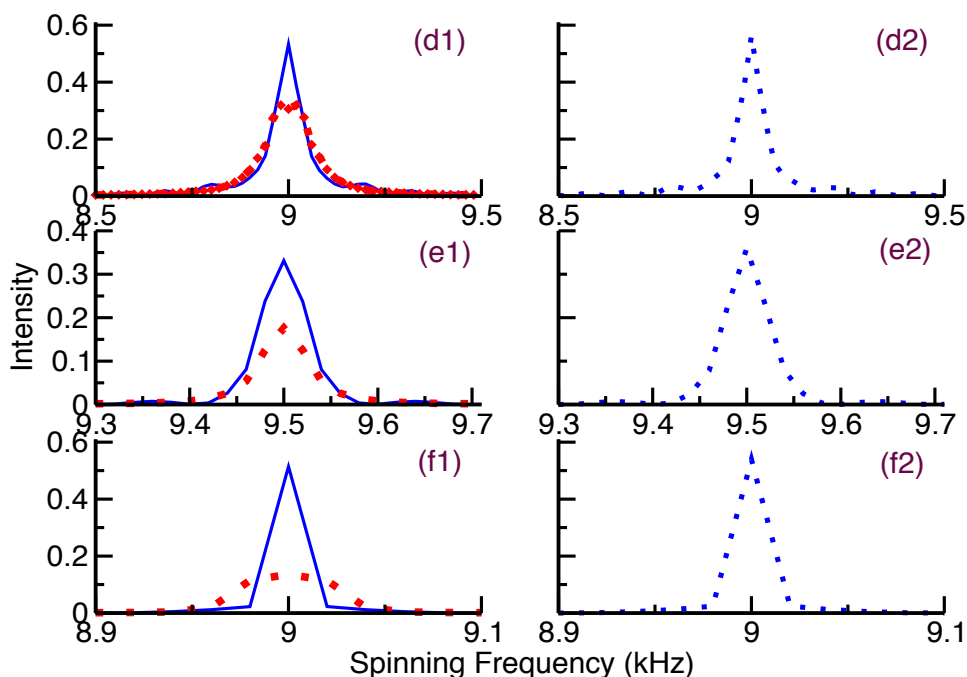 0.6 (d1) (d2)
0.4
0.2
0
8.5 9 9.5 8.5 9 9.5
0.4 (e1) (e2)
0.3
0.2
0.1
0
9.3 9.4 9.5 9.6 9.7 9.3 9.4 9.5 9.6 9.7
0.6 (f1) (f2)
0.4
0.2
0
8.9 9 9.1 8.9 9 9.1
Intensity
Spinning Frequency (kHz)